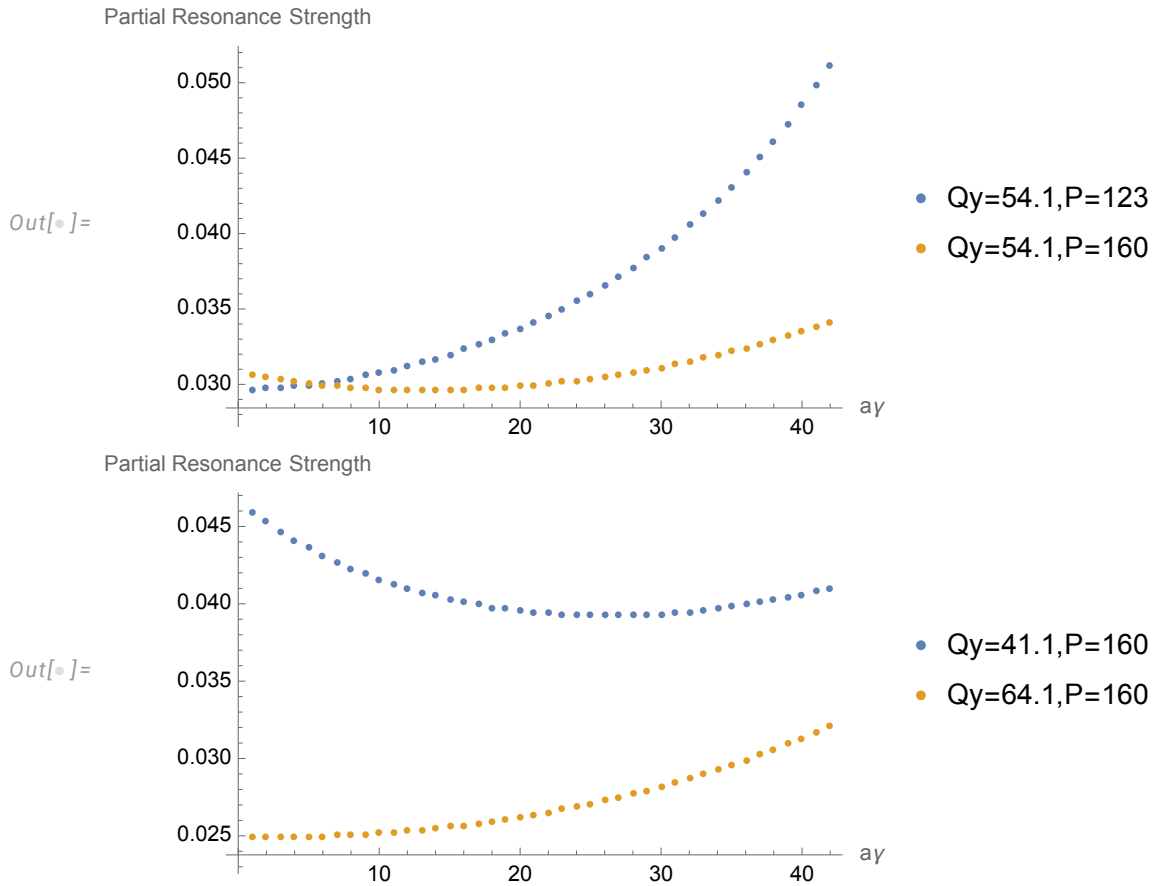 Partial Resonance Strength
0.050
0.045
0.040
0.035
0.030
10 20 30 40
aγ
Out[•]=
Qy=54.1,P=123
Qy=54.1,P=160
Partial Resonance Strength
0.045
0.040
0.035
0.030
0.025
10 20 30 40
aγ
Out[•]=
Qy=41.1,P=160
Qy=64.1,P=160